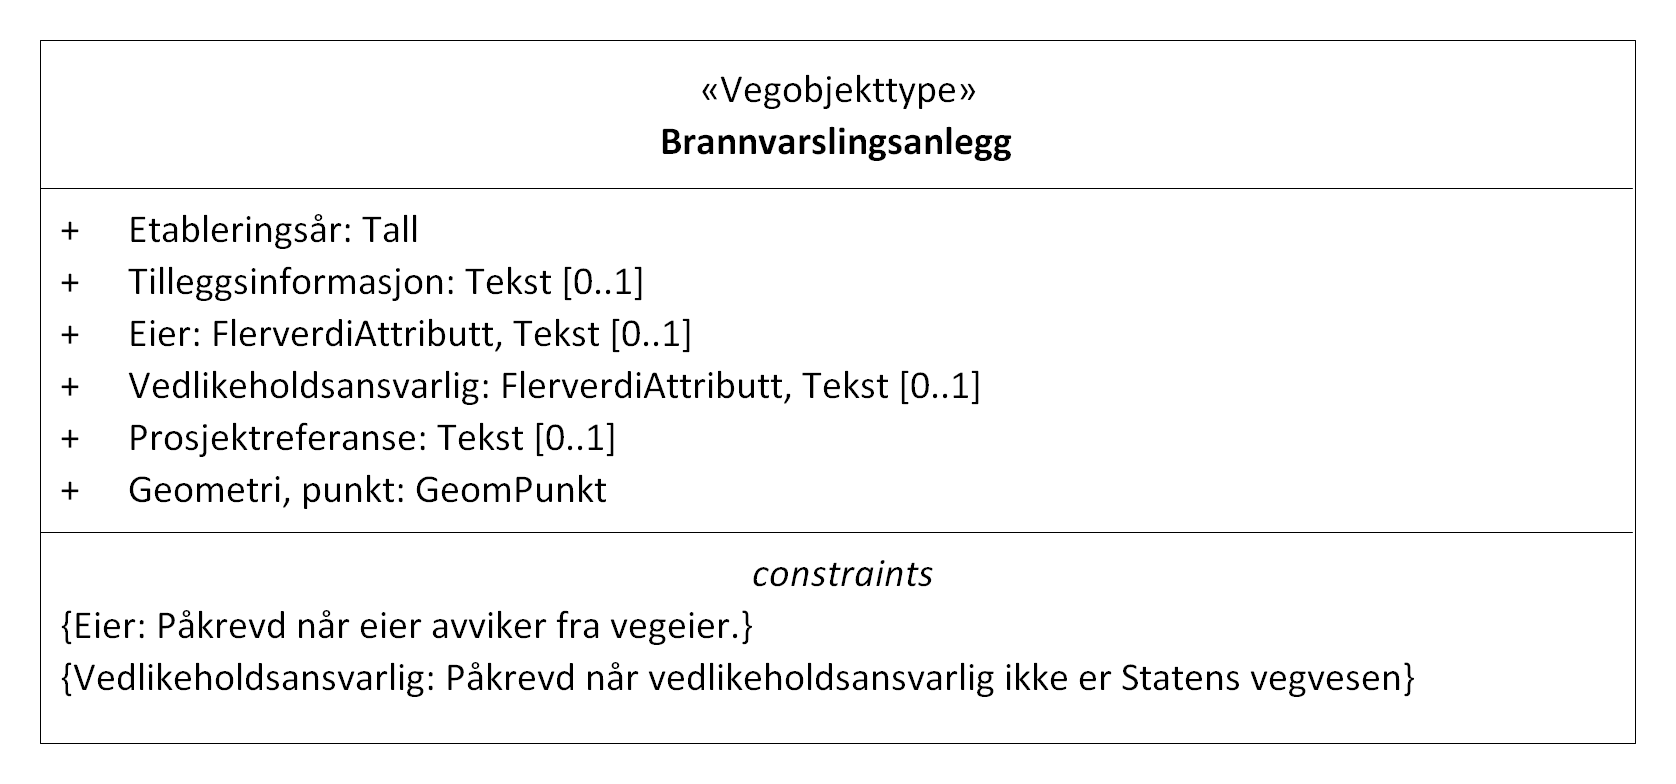 «Vegobjekttype»
Brannvarslingsanlegg
+ Etableringsår: Tall
+ Tilleggsinformasjon: Tekst [0..1]
+ Eier: FlerverdiAttributt, Tekst [0..1]
+ Vedlikeholdsansvarlig: FlerverdiAttributt, Tekst [0..1]
+ Prosjektreferanse: Tekst [0..1]
+ Geometri, punkt: GeomPunkt
constraints
{Eier: Påkrevd når eier avviker fra vegeier.}
{Vedlikeholdsansvarlig: Påkrevd når vedlikeholdsansvarlig ikke er Statens vegvesen}